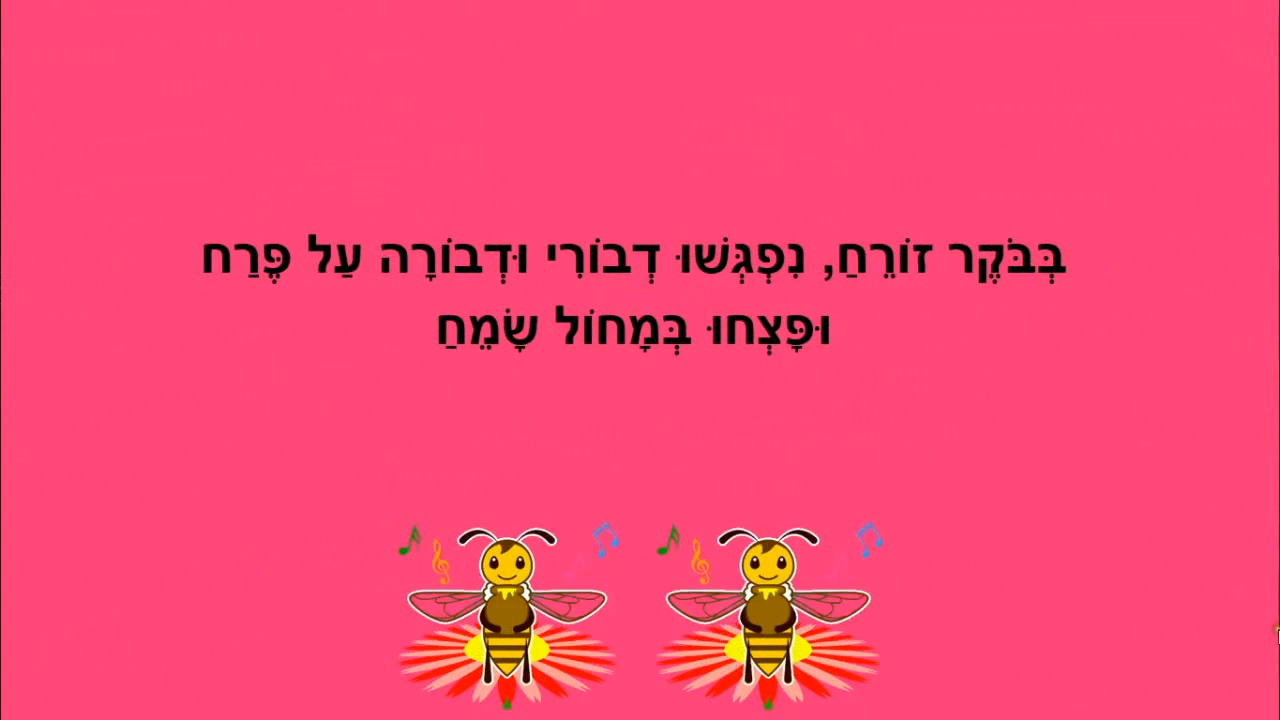 בְּבֹּקֶר זוֹרֵחַ, נִפְגְּשׁוּ דְבוֹרִי וּדְבוֹרָה עַל פֶּרַח
וּפָּצְחוּ בְּמָחוֹל שָׂמֵחַ